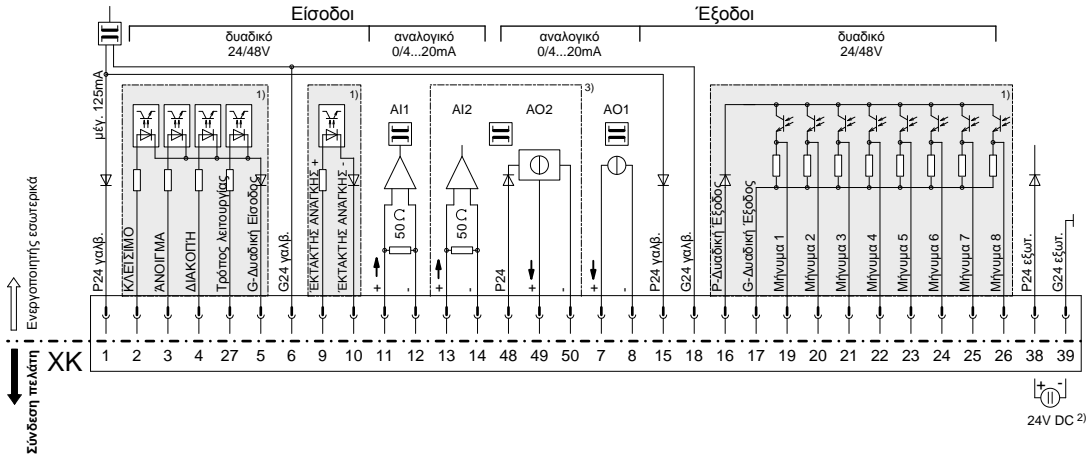 Είσοδοι
Έξοδοι
δυαδικό
24/48V
αναλογικό
0/4...20mA
αναλογικό
0/4...20mA
δυαδικό
24/48V
μέγ. 125mA
1)
1)
3)
1)
AI1
AI2
AO2
AO1
50 Ω
50 Ω
P24 γαλβ.
ΚΛΕΙΣΙΜΟ
ΆΝΟΙΓΜΑ
ΔΙΑΚΟΠΗ
Τρόπος λειτουργίας
G-Δυαδική Είσοδος
G24 γαλβ.
ΈΚΤΑΚΤΗΣ ΑΝΑΓΚΗΣ +
ΈΚΤΑΚΤΗΣ ΑΝΑΓΚΗΣ -
+
-
+
-
P24
+
-
+
-
P24 γαλβ.
G24 γαλβ.
P-Δυαδική Έξοδος
G-Δυαδική Έξοδος
Μήνυμα 1
Μήνυμα 2
Μήνυμα 3
Μήνυμα 4
Μήνυμα 5
Μήνυμα 6
Μήνυμα 7
Μήνυμα 8
P24 εξωτ.
G24 εξωτ.
Ενεργοποιητής εσωτερικά
Σύνδεση πελάτη
XK 1 2 3 4 27 5 6 9 10 11 12 13 14 48 49 50 7 8 15 18 16 17 19 20 21 22 23 24 25 26 38 39
+ -
24V DC 2)